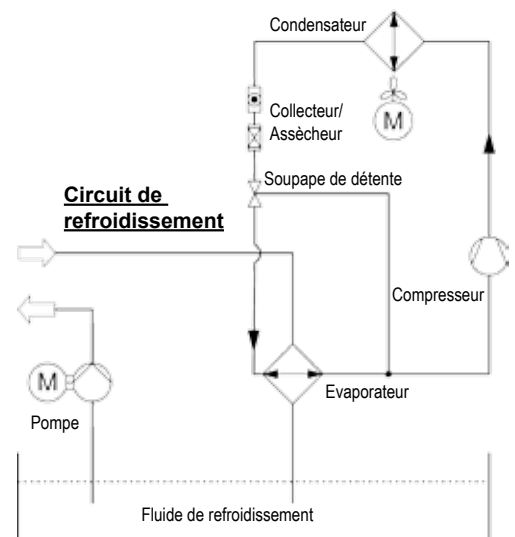 Condensateur
M
Collecteur/
Assècheur
Soupape de détente
Circuit de
refroidissement
Compresseur
M
Evaporateur
Pompe
Fluide de refroidissement